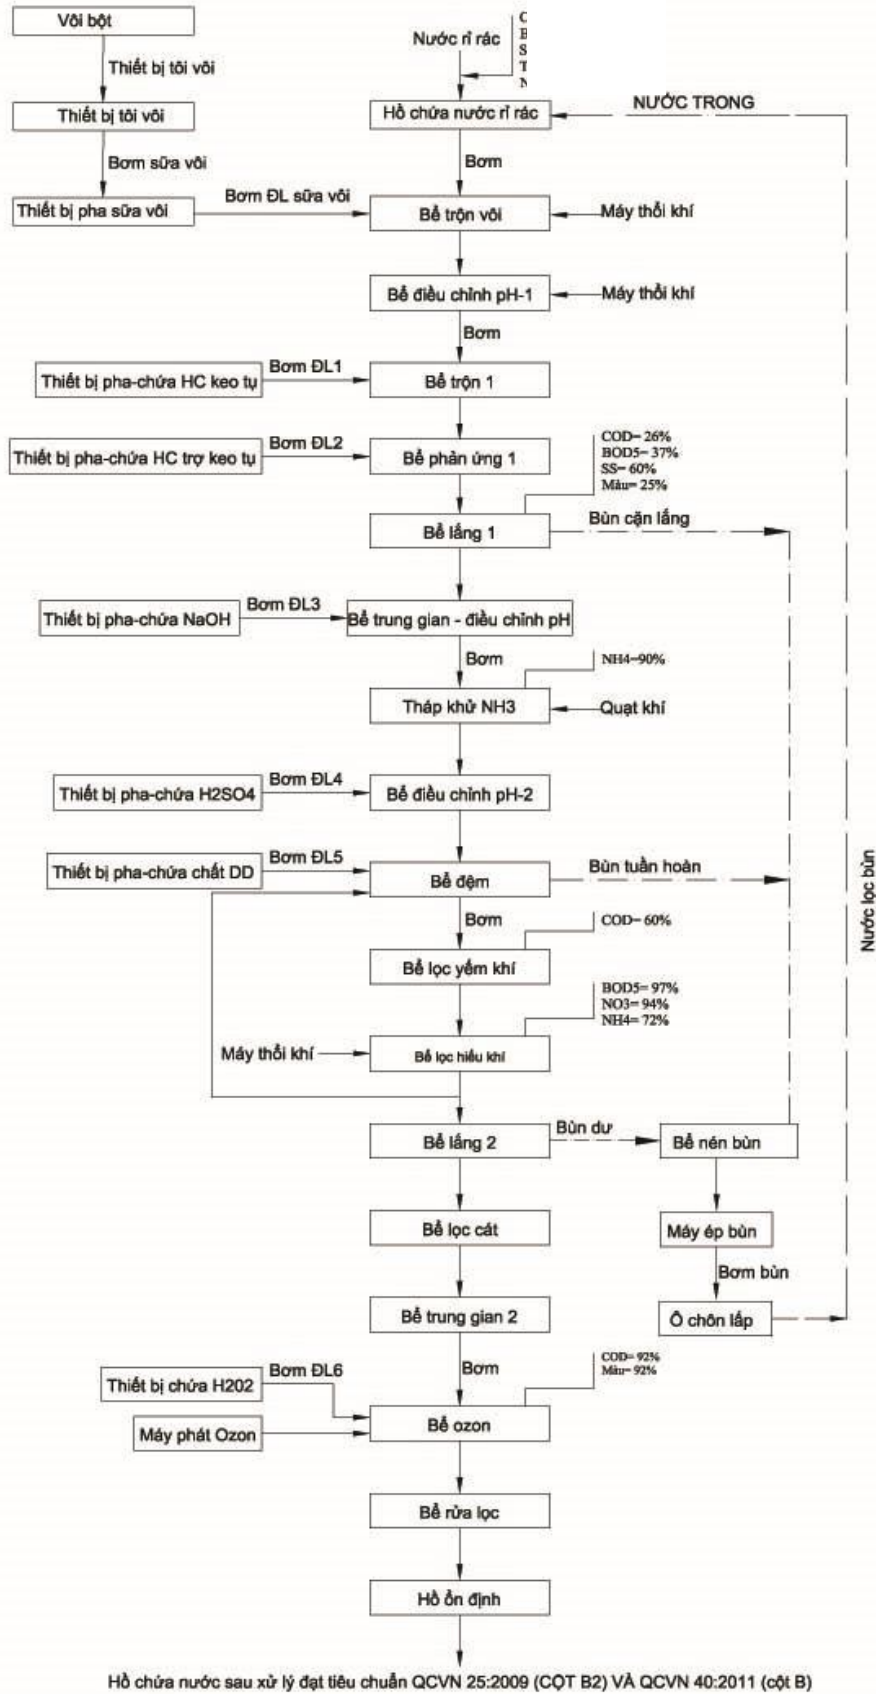 Vôi bột
Thiết bị tôi vôi
Thiết bị tôi vôi
Bơm sữa vôi
Thiết bị pha sữa vôi
Bơm ĐL sữa vôi
Nước rỉ rác
Hồ chứa nước rỉ rác
NƯỚC TRONG
Bơm
Bể trộn vôi
Máy thổi khí
Bể điều chỉnh pH-1
Máy thổi khí
Bơm
Thiết bị pha-chứa HC keo tụ
Bơm ĐL1
Bể trộn 1
Thiết bị pha-chứa HC trợ keo tụ
Bơm ĐL2
Bể phản ứng 1
COD= 26%
BOD5= 37%
SS= 60%
Màu= 25%
Bể lắng 1
Bùn cặn lắng
Thiết bị pha-chứa NaOH
Bơm ĐL3
Bể trung gian - điều chỉnh pH
Bơm
NH4=90%
Tháp khử NH3
Quạt khí
Thiết bị pha-chứa H2SO4
Bơm ĐL4
Bể điều chỉnh pH-2
Thiết bị pha-chứa chất DD
Bơm ĐL5
Bể đệm
Bùn tuần hoàn
Bơm
COD= 60%
Bể lọc yếm khí
BOD5= 97%
NO3= 94%
NH4= 72%
Máy thổi khí
Bể lọc hiếu khí
Nước lọc bùn
Bể lắng 2
Bùn dư
Bể nén bùn
Bể lọc cát
Máy ép bùn
Bơm bùn
Bể trung gian 2
Ô chôn lấp
Bơm
COD= 92%
Màu= 92%
Thiết bị chứa H202
Bơm ĐL6
Máy phát Ozon
Bể ozon
Bể rửa lọc
Hồ ổn định
Hồ chứa nước sau xử lý đạt tiêu chuẩn QCVN 25:2009 (CỘT B2) VÀ QCVN 40:2011 (cột B)